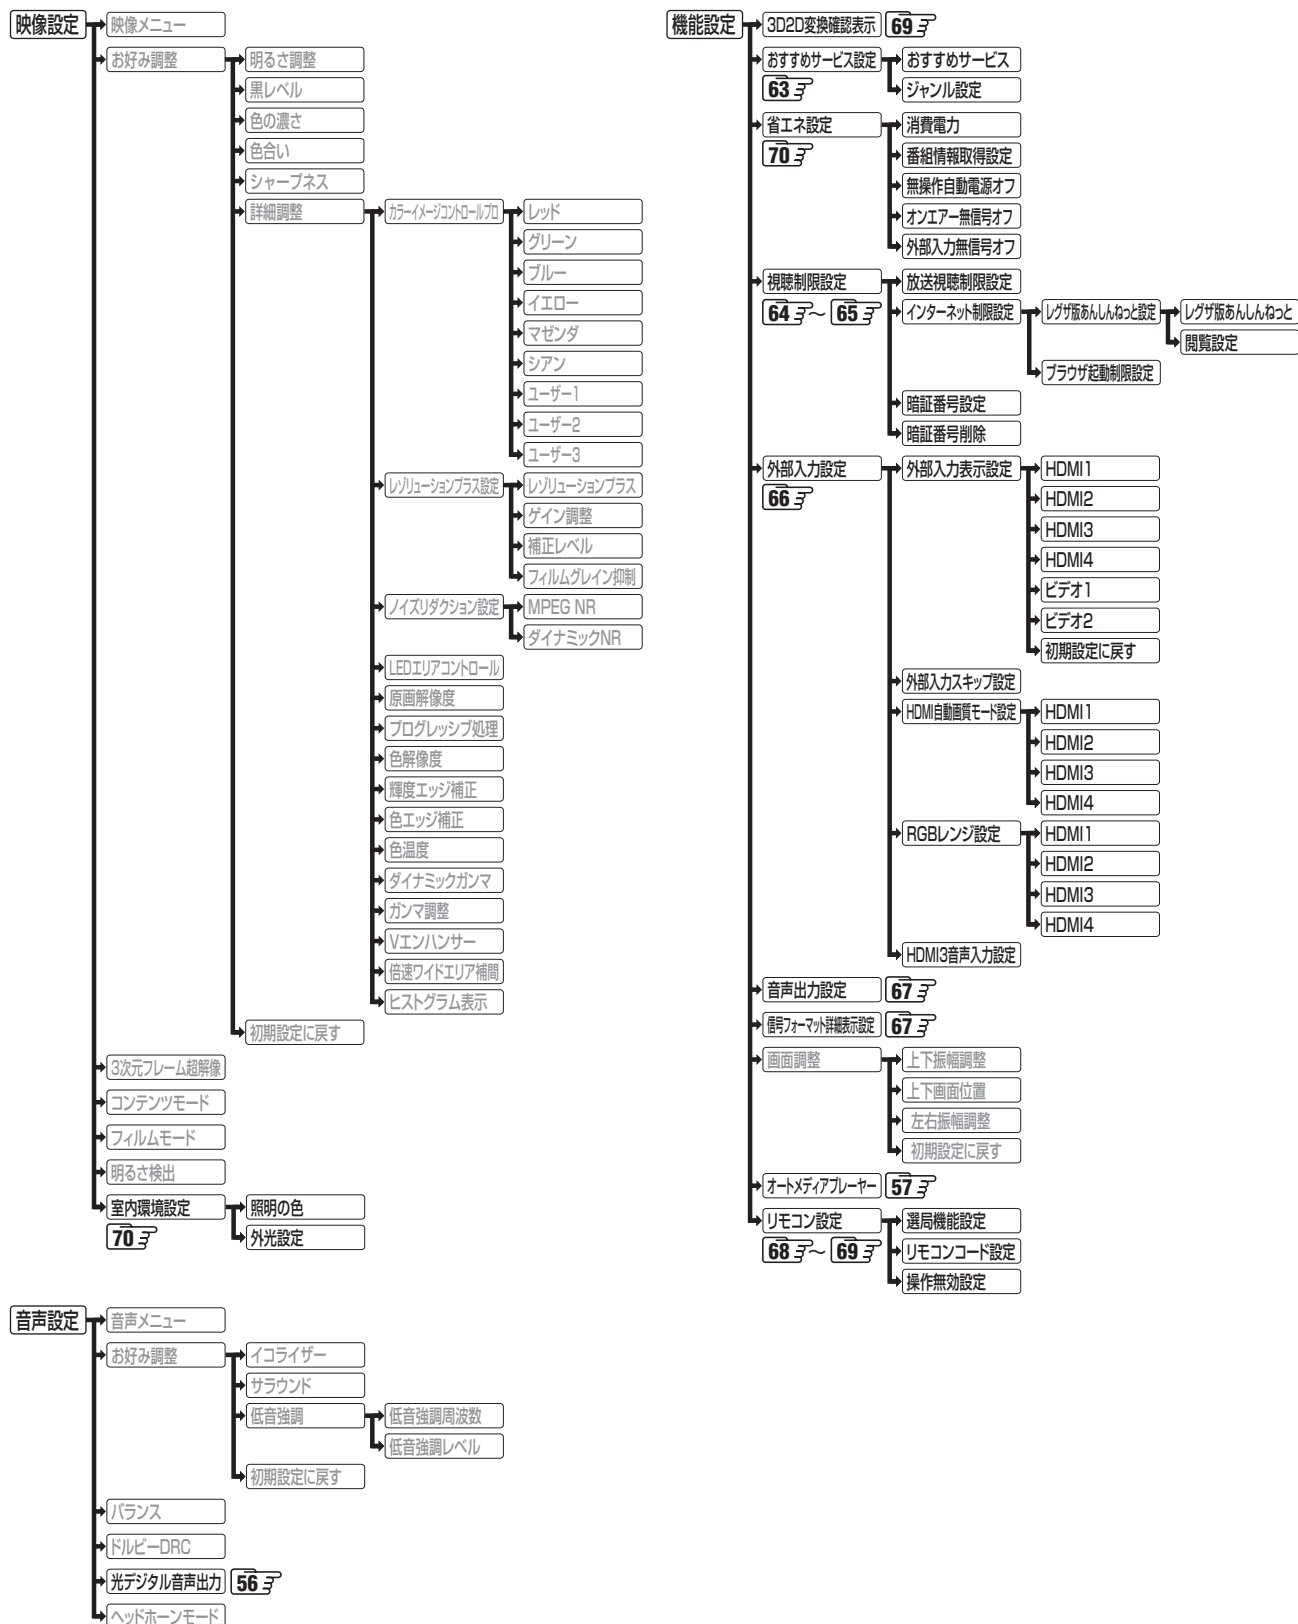 映像設定
映像メニュー
お好み調整
明るさ調整
黒レベル
色の濃さ
色合い
シャープネス
詳細調整
カラーイメージコントロールプロ
レッド
グリーン
ブルー
イエロー
マゼンダ
シアン
ユーザー1
ユーザー2
ユーザー3
レゾリューションプラス設定
レゾリューションプラス
ゲイン調整
補正レベル
フィルムグレイン抑制
ノイズリダクション設定
MPEG NR
ダイナミックNR
LEDエリアコントロール
原画解像度
プログレッシブ処理
色解像度
輝度エッジ補正
色エッジ補正
色温度
ダイナミックガンマ
ガンマ調整
Vエンハンサー
倍速ワイドエリア補間
ヒストグラム表示
初期設定に戻す
3次元フレーム超解像
コンテンツモード
フィルムモード
明るさ検出
室内環境設定
70
照明の色
外光設定
音声設定
音声メニュー
お好み調整
イコライザー
サラウンド
低音強調
低音強調周波数
低音強調レベル
初期設定に戻す
バランス
ドルビーDRC
光デジタル音声出力 56
ヘッドホーンモード
機能設定
3D2D変換確認表示 69
おすすめサービス設定
63
おすすめサービス
ジャンル設定
省エネ設定
70
消費電力
番組情報取得設定
無操作自動電源オフ
オンエアー無信号オフ
外部入力無信号オフ
視聴制限設定
64～65
放送視聴制限設定
インターネット制限設定
レグザ版あんしんねっと設定
レグザ版あんしんねっと
閲覧設定
ブラウザ起動制限設定
暗証番号設定
暗証番号削除
外部入力設定
66
外部入力表示設定
HDMI1
HDMI2
HDMI3
HDMI4
ビデオ1
ビデオ2
初期設定に戻す
外部入力スキップ設定
HDMI自動画質モード設定
HDMI1
HDMI2
HDMI3
HDMI4
RGBレンジ設定
HDMI1
HDMI2
HDMI3
HDMI4
HDMI3音声入力設定
音声出力設定 67
信号フォーマット詳細表示設定 67
画面調整
上下振幅調整
上下画面位置
左右振幅調整
初期設定に戻す
オートメディアプレーヤー 57
リモコン設定
68～69
選局機能設定
リモコンコード設定
操作無効設定